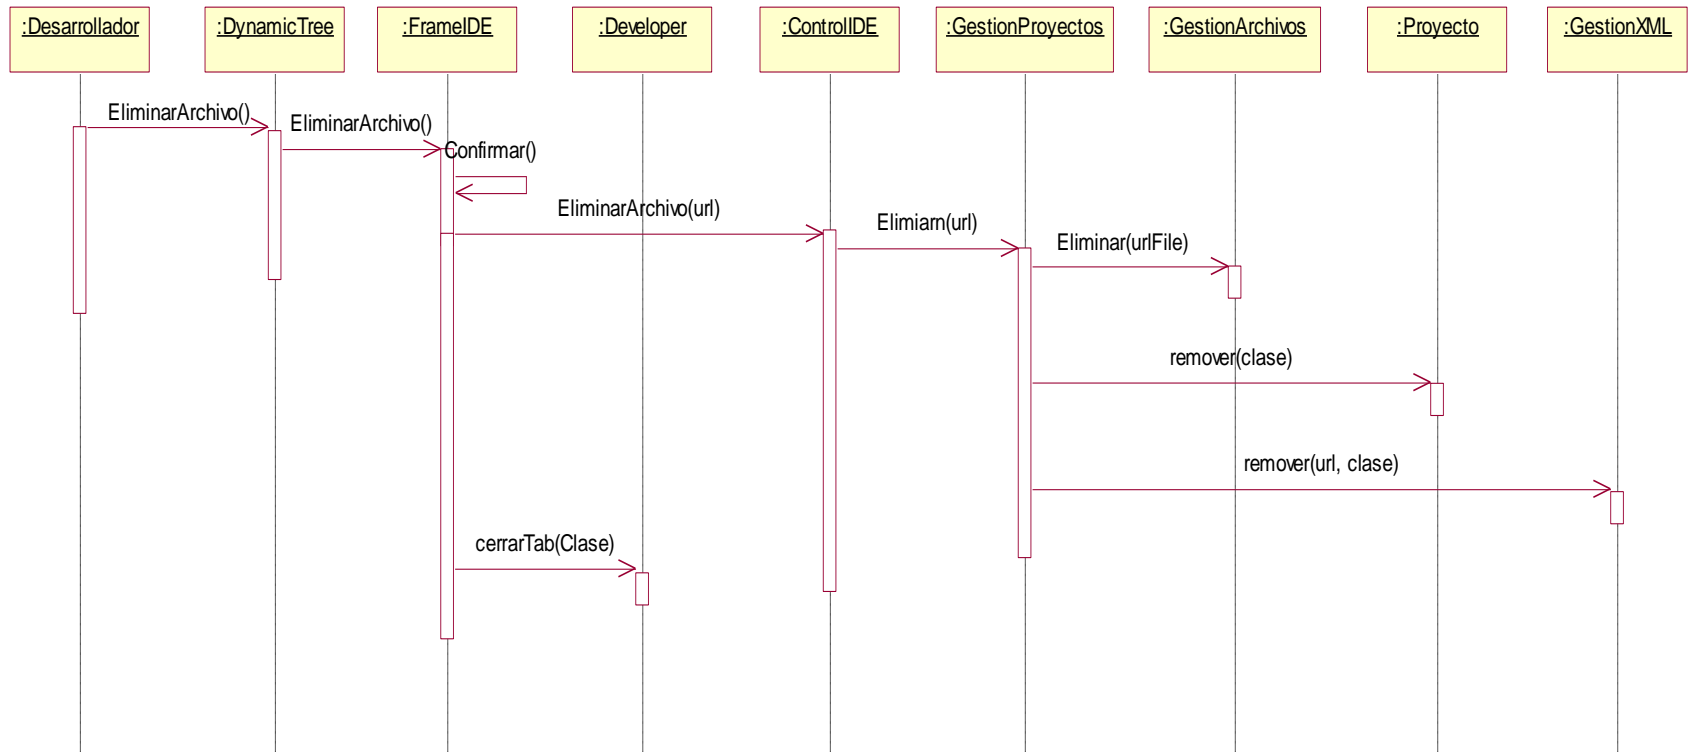 :Desarrollador
:DynamicTree
:FrameIDE
:Developer
:ControlIDE
:GestionProyectos
:GestionArchivos
:Proyecto
:GestionXML
EliminarArchivo()
EliminarArchivo()
Confirmar()
EliminarArchivo(url)
Elimiarn(url)
Eliminar(urlFile)
remover(clase)
remover(url, clase)
cerrarTab(Clase)